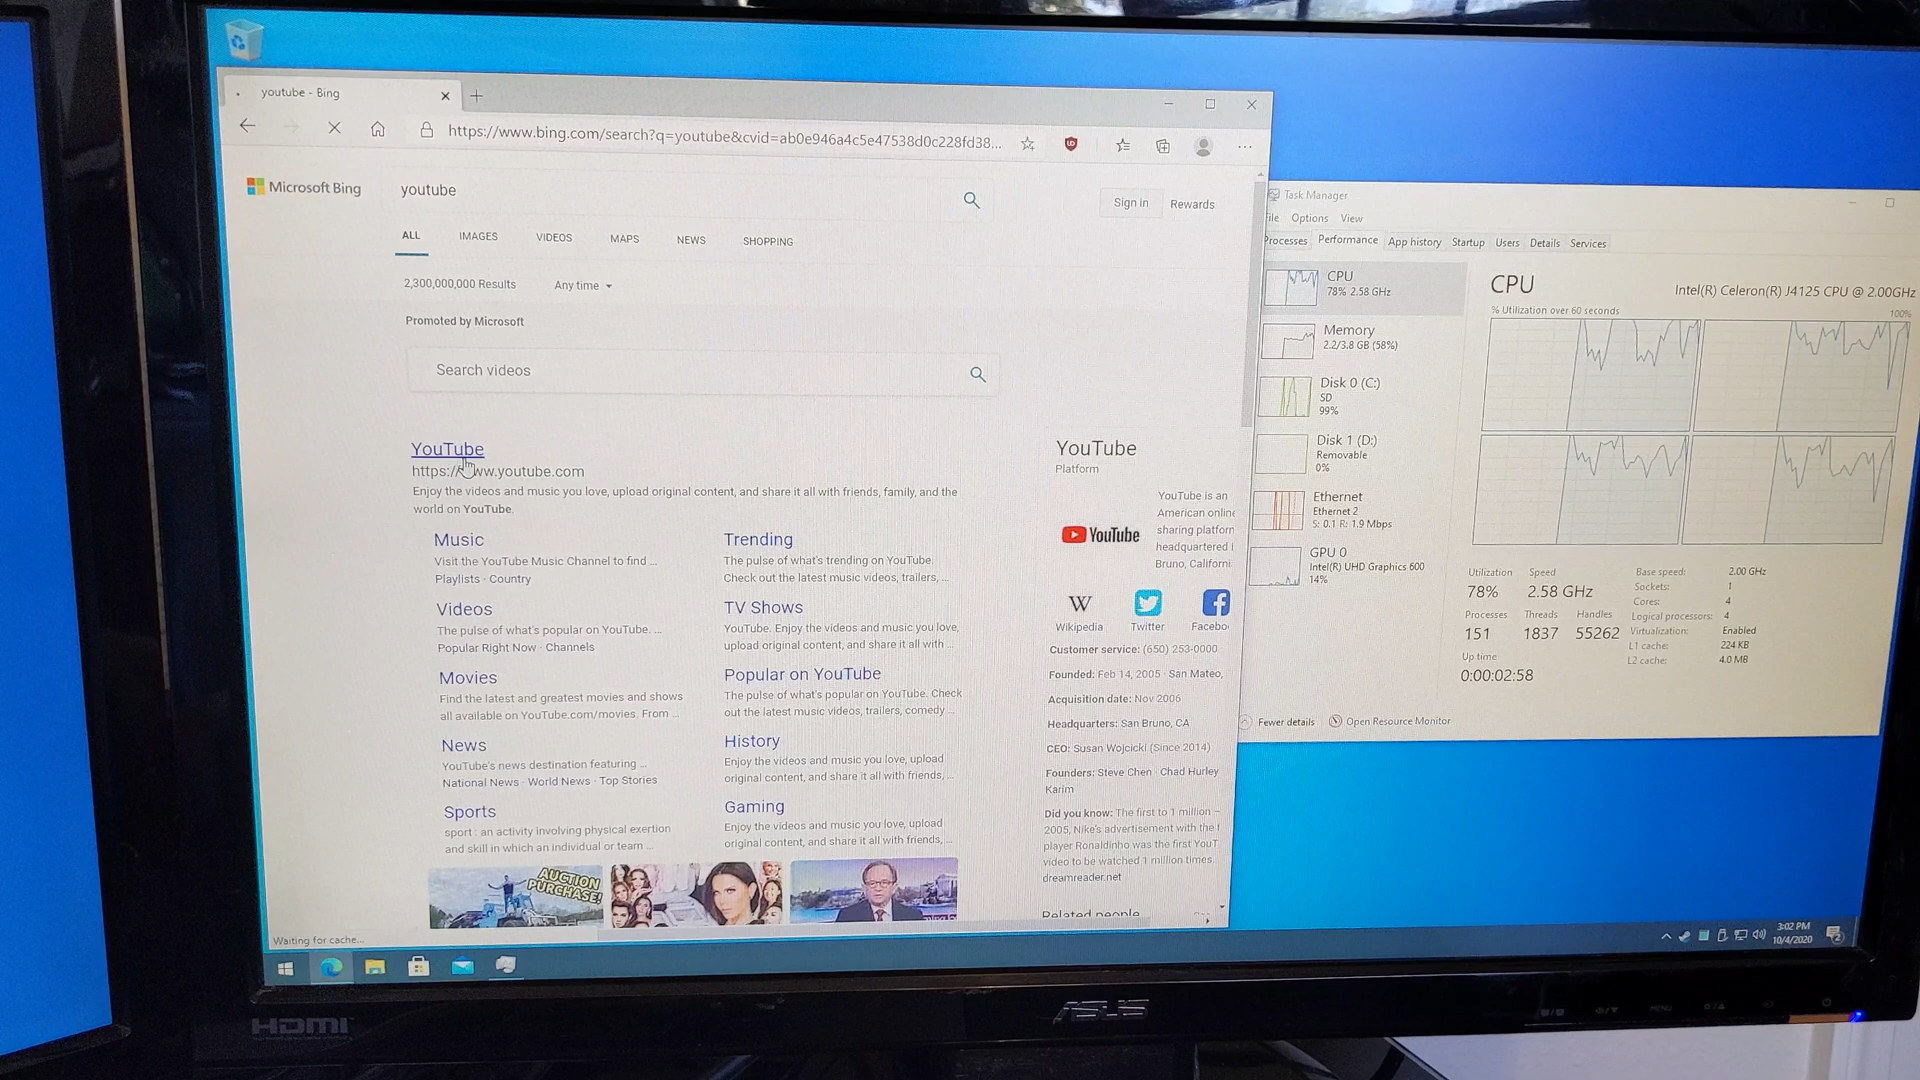 youtube - Bing
https://www.bing.com/search?q=youtube&cvid=ab0e946a4c5e47538d0c228fd38...
Microsoft Bing
youtube
Sign in
Rewards
ALL
IMAGES
VIDEOS
MAPS
NEWS
SHOPPING
2,300,000,000 Results
Any time
Promoted by Microsoft
Search videos
YouTube
https://www.youtube.com
Enjoy the videos and music you love, upload original content, and share it all with friends, family, and the
world on YouTube.
Music
Visit the YouTube Music Channel to find ...
Playlists · Country
Videos
The pulse of what's popular on YouTube. ...
Popular Right Now · Channels
Movies
Find the latest and greatest movies and shows
all available on YouTube.com/movies. From ...
News
YouTube's news destination featuring ...
National News · World News · Top Stories
Sports
sport : an activity involving physical exertion
and skill in which an individual or team ...
Trending
The pulse of what's trending on YouTube.
Check out the latest music videos, trailers, ...
TV Shows
YouTube. Enjoy the videos and music you love,
upload original content, and share it all with ...
Popular on YouTube
The pulse of what's popular on YouTube. Check
out the latest music videos, trailers, comedy ...
History
Enjoy the videos and music you love, upload
original content, and share it all with friends, ...
Gaming
Enjoy the videos and music you love, upload
original content, and share it all with friends, ...
AUCTION
PURCHASE!
YouTube
Platform
YouTube is an
American online
sharing platform
headquartered i
Bruno, Californi.
YouTube
W
Wikipedia
Twitter
Facebo
Customer service: (650) 253-0000
Founded: Feb 14, 2005 · San Mateo,
Acquisition date: Nov 2006
Headquarters: San Bruno, CA
CEO: Susan Wojcicki (Since 2014)
Founders: Steve Chen · Chad Hurley
Karim
Did you know: The first to 1 million –
2005, Nike's advertisement with the f
player Ronaldinho was the first YouT
video to be watched 1 million times.
dreamreader.net
Related people
Waiting for cache...
Task Manager
File
Options
View
Processes
Performance
App history
Startup
Users
Details
Services
CPU
78% 2.58 GHz
Memory
2.2/3.8 GB (58%)
Disk 0 (C:)
SD
99%
Disk 1 (D:)
Removable
0%
Ethernet
Ethernet 2
S: 0.1 R: 1.9 Mbps
GPU 0
Intel(R) UHD Graphics 600
14%
CPU
Intel(R) Celeron(R) J4125 CPU @ 2.00GHz
% Utilization over 60 seconds
100%
Utilization
78%
Speed
2.58 GHz
Processes
151
Threads
1837
Handles
55262
Up time
0:00:02:58
Base speed: 2.00 GHz
Sockets: 1
Cores: 4
Logical processors: 4
Virtualization: Enabled
L1 cache: 224 KB
L2 cache: 4.0 MB
Fewer details
Open Resource Monitor
3:02 PM
10/4/2020
2
HDMI
ASUS
MENU